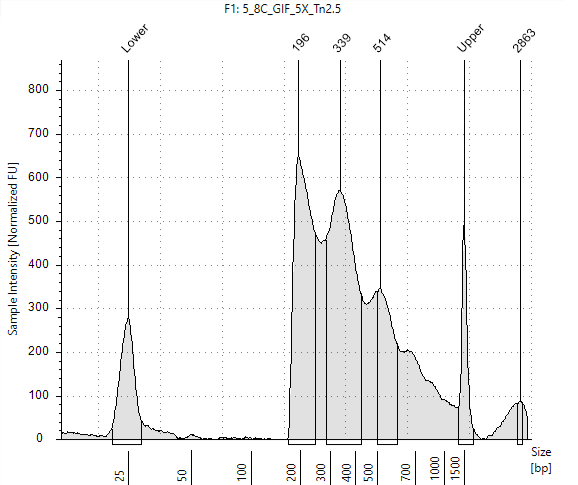 F1: 5_8C_GIF_5X_Tn2.5
Lower 196 339 514 Upper 2863
Sample Intensity [Normalized FU]
800
700
600
500
400
300
200
100
0
25 50 100 200 300 400 500 700 1000 1500
Size
[bp]